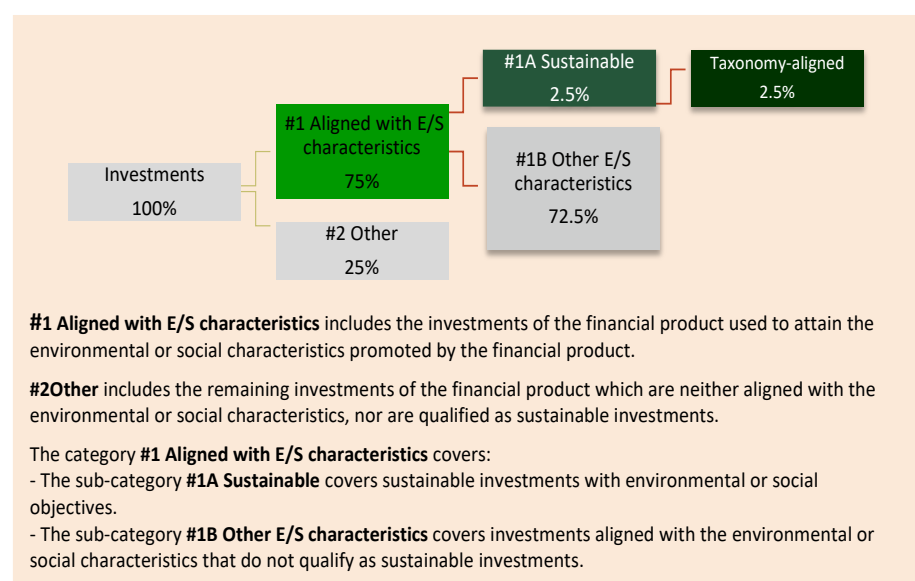 #1A Sustainable
2.5%
Taxonomy-aligned
2.5%
#1 Aligned with E/S
characteristics
75%
#1B Other E/S
characteristics
72.5%
Investments
100%
#2 Other
25%
#1 Aligned with E/S characteristics includes the investments of the financial product used to attain the
environmental or social characteristics promoted by the financial product.
#2Other includes the remaining investments of the financial product which are neither aligned with the
environmental or social characteristics, nor are qualified as sustainable investments.
The category #1 Aligned with E/S characteristics covers:
- The sub-category #1A Sustainable covers sustainable investments with environmental or social
objectives.
- The sub-category #1B Other E/S characteristics covers investments aligned with the environmental or
social characteristics that do not qualify as sustainable investments.